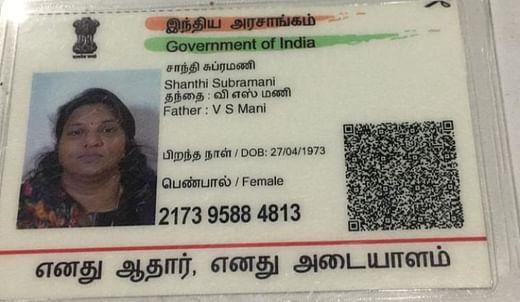 இந்திய அரசாங்கம்
Government of India
சாந்தி சுப்ரமணி
Shanthi Subramani
தந்தை : வி எஸ் மணி
Father : V S Mani
பிறந்த நாள் / DOB: 27/04/1973
பெண்பால் / Female
2173 9588 4813
எனது ஆதார், எனது அடையாளம்